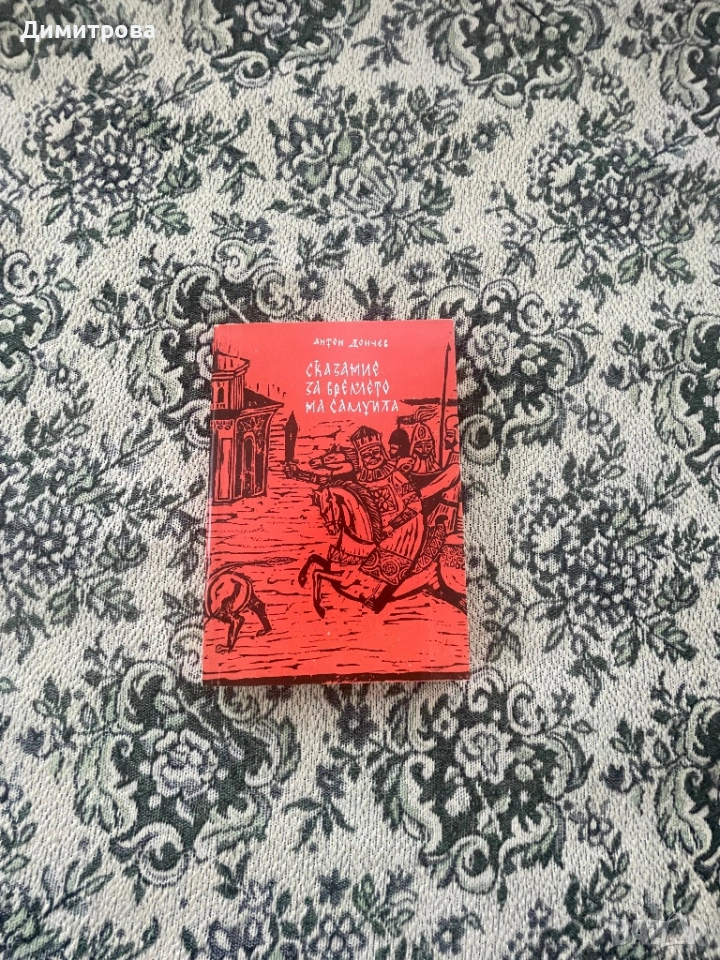 Димитрова
АНТОН ДОНЧЕВ
СКАЗАНИЕ
ЗА ВРЕМЕТО
НА САМУИЛА